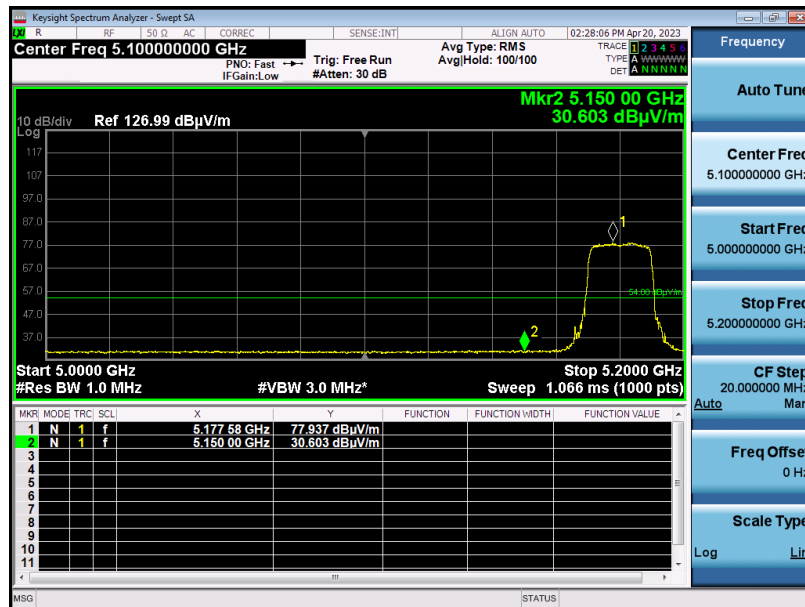 Keysight Spectrum Analyzer - Swept SA
LXI R RF 50 Ω AC CORREC SENSE:INT ALIGN AUTO 02:28:06 PM Apr 20, 2023
Center Freq 5.100000000 GHz
PNO: Fast
IFGain:Low
Trig: Free Run
#Atten: 30 dB
Avg Type: RMS
Avg|Hold: 100/100
TRACE 1 2 3 4 5 6
TYPE A WWWWW
DET A N N N N N
Mkr2 5.150 00 GHz
30.603 dBµV/m
10 dB/div Ref 126.99 dBµV/m
Log
117
107
97.0
87.0
77.0
67.0
57.0
47.0
37.0
1
2
54.00 dBµV/m
Start 5.0000 GHz Stop 5.2000 GHz
#Res BW 1.0 MHz #VBW 3.0 MHz* Sweep 1.066 ms (1000 pts)
MKR MODE TRC SCL X Y FUNCTION FUNCTION WIDTH FUNCTION VALUE
1 N 1 f 5.177 58 GHz 77.937 dBµV/m
2 N 1 f 5.150 00 GHz 30.603 dBµV/m
3
4
5
6
7
8
9
10
11
MSG STATUS
Frequency
Auto Tune
Center Freq
5.100000000 GHz
Start Freq
5.000000000 GHz
Stop Freq
5.200000000 GHz
CF Step
20.000000 MHz
Auto Man
Freq Offset
0 Hz
Scale Type
Log Lin